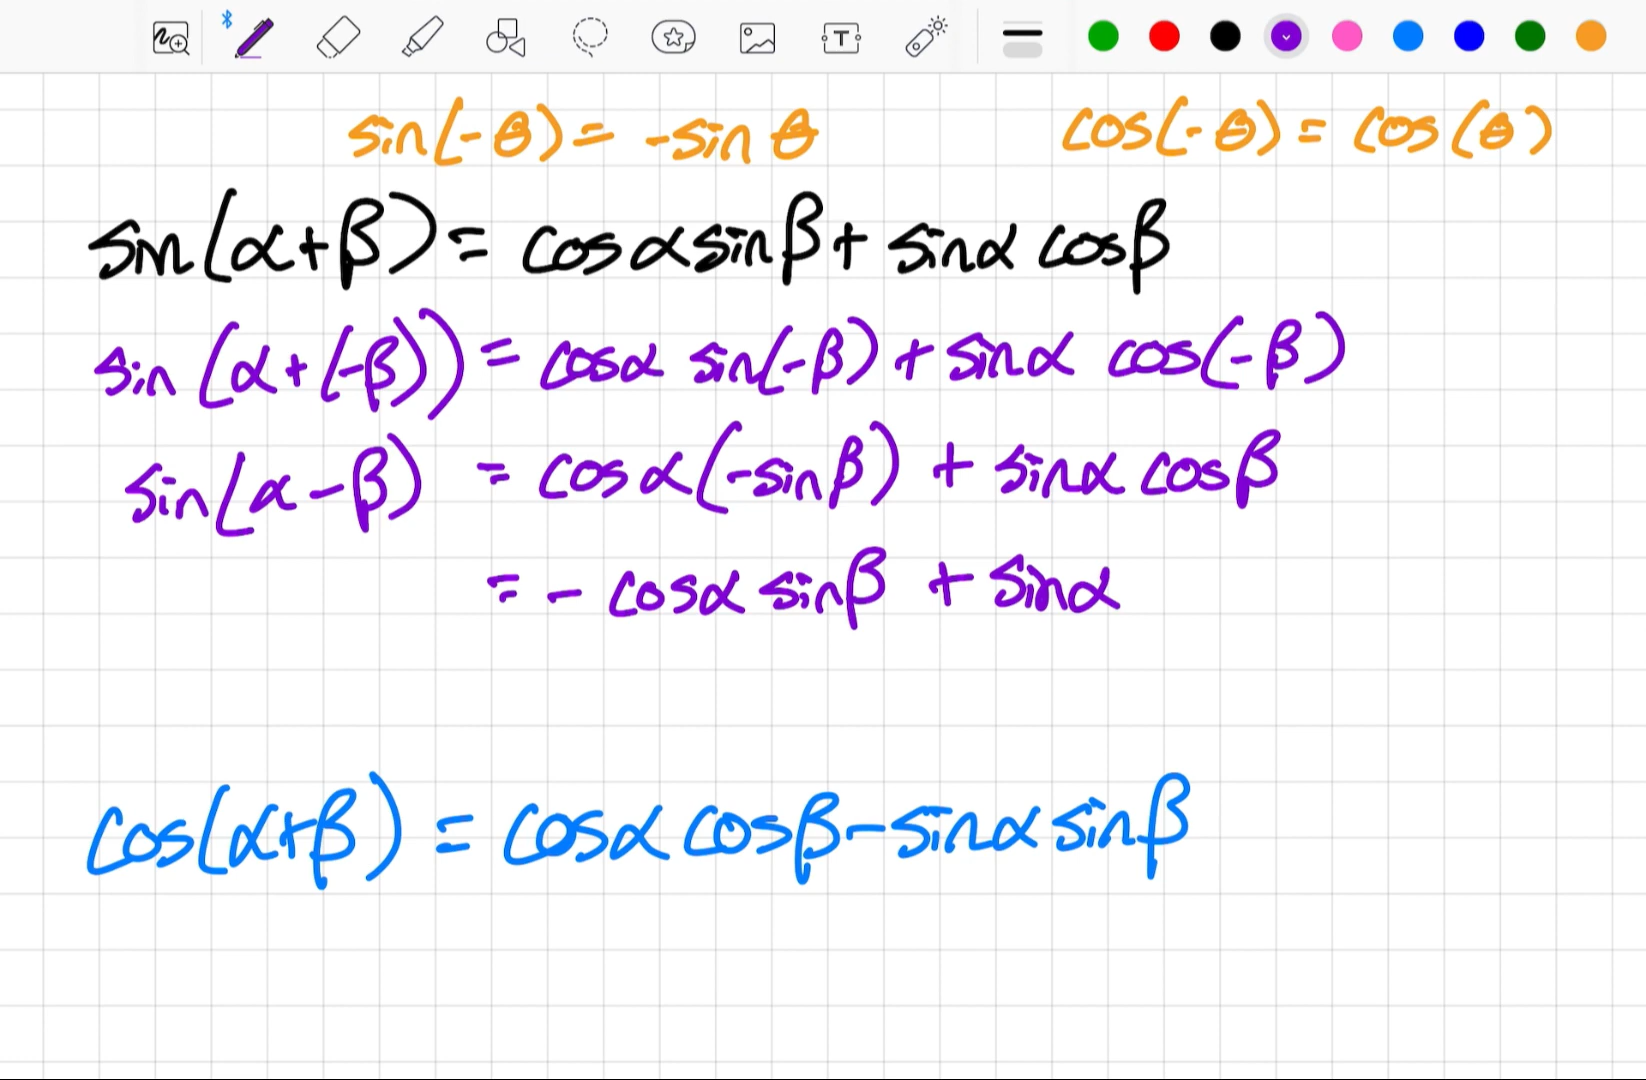 sin(-θ) = -sin θ cos(-θ) = cos(θ)
sin(α+β) = cosα sinβ + sinα cosβ
sin(α+(-β)) = cosα sin(-β) + sinα cos(-β)
sin(α-β) = cosα(-sinβ) + sinα cosβ
= - cosα sinβ + sinα
cos(α+β) = cosα cosβ - sinα sinβ